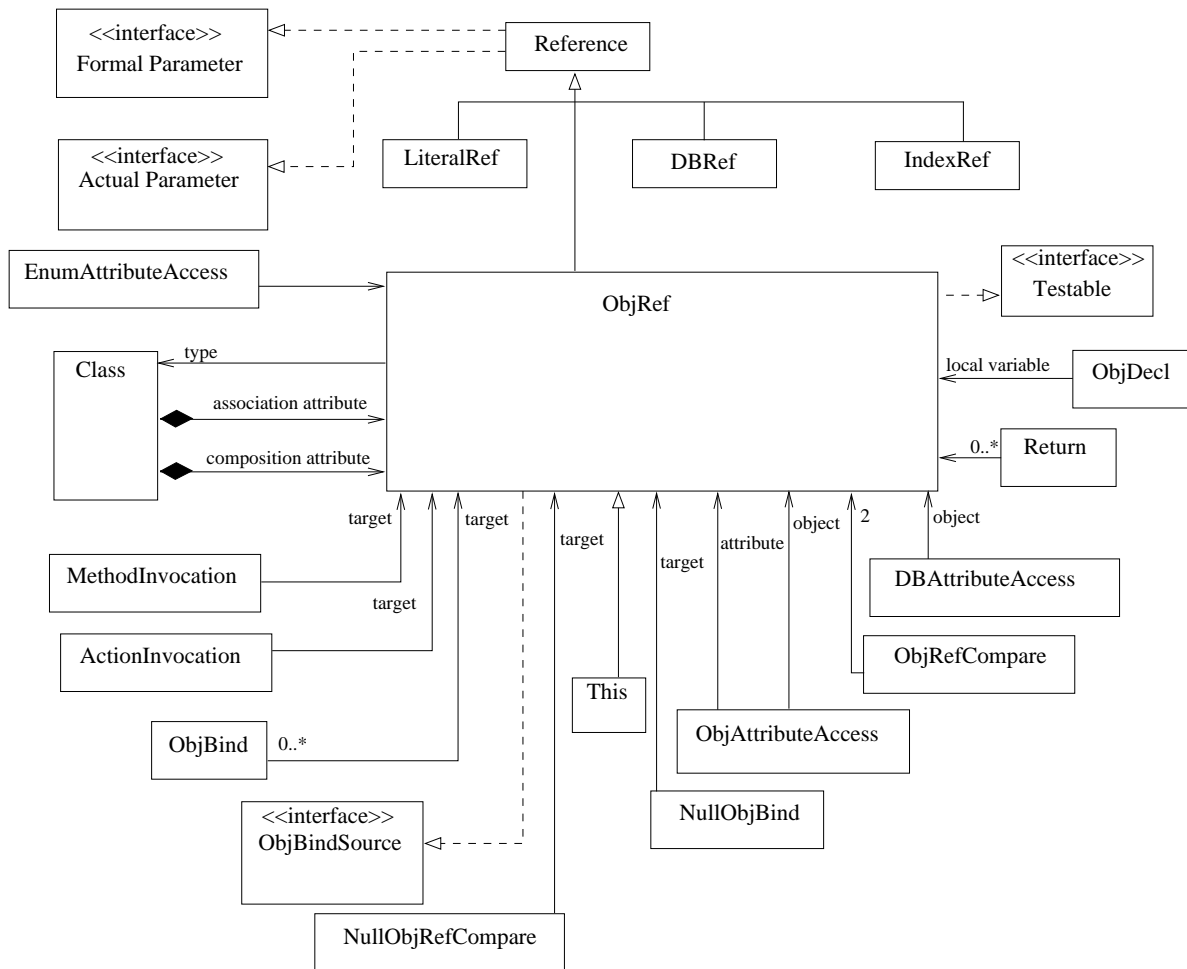 <<interface>>
Formal Parameter
Reference
<<interface>>
Actual Parameter
LiteralRef
DBRef
IndexRef
EnumAttributeAccess
ObjRef
<<interface>>
Testable
Class
type
association attribute
composition attribute
local variable
ObjDecl
0..*
Return
target
target
target
target
attribute
object
2
object
MethodInvocation
target
DBAttributeAccess
ActionInvocation
ObjRefCompare
This
ObjAttributeAccess
ObjBind
0..*
NullObjBind
<<interface>>
ObjBindSource
NullObjRefCompare